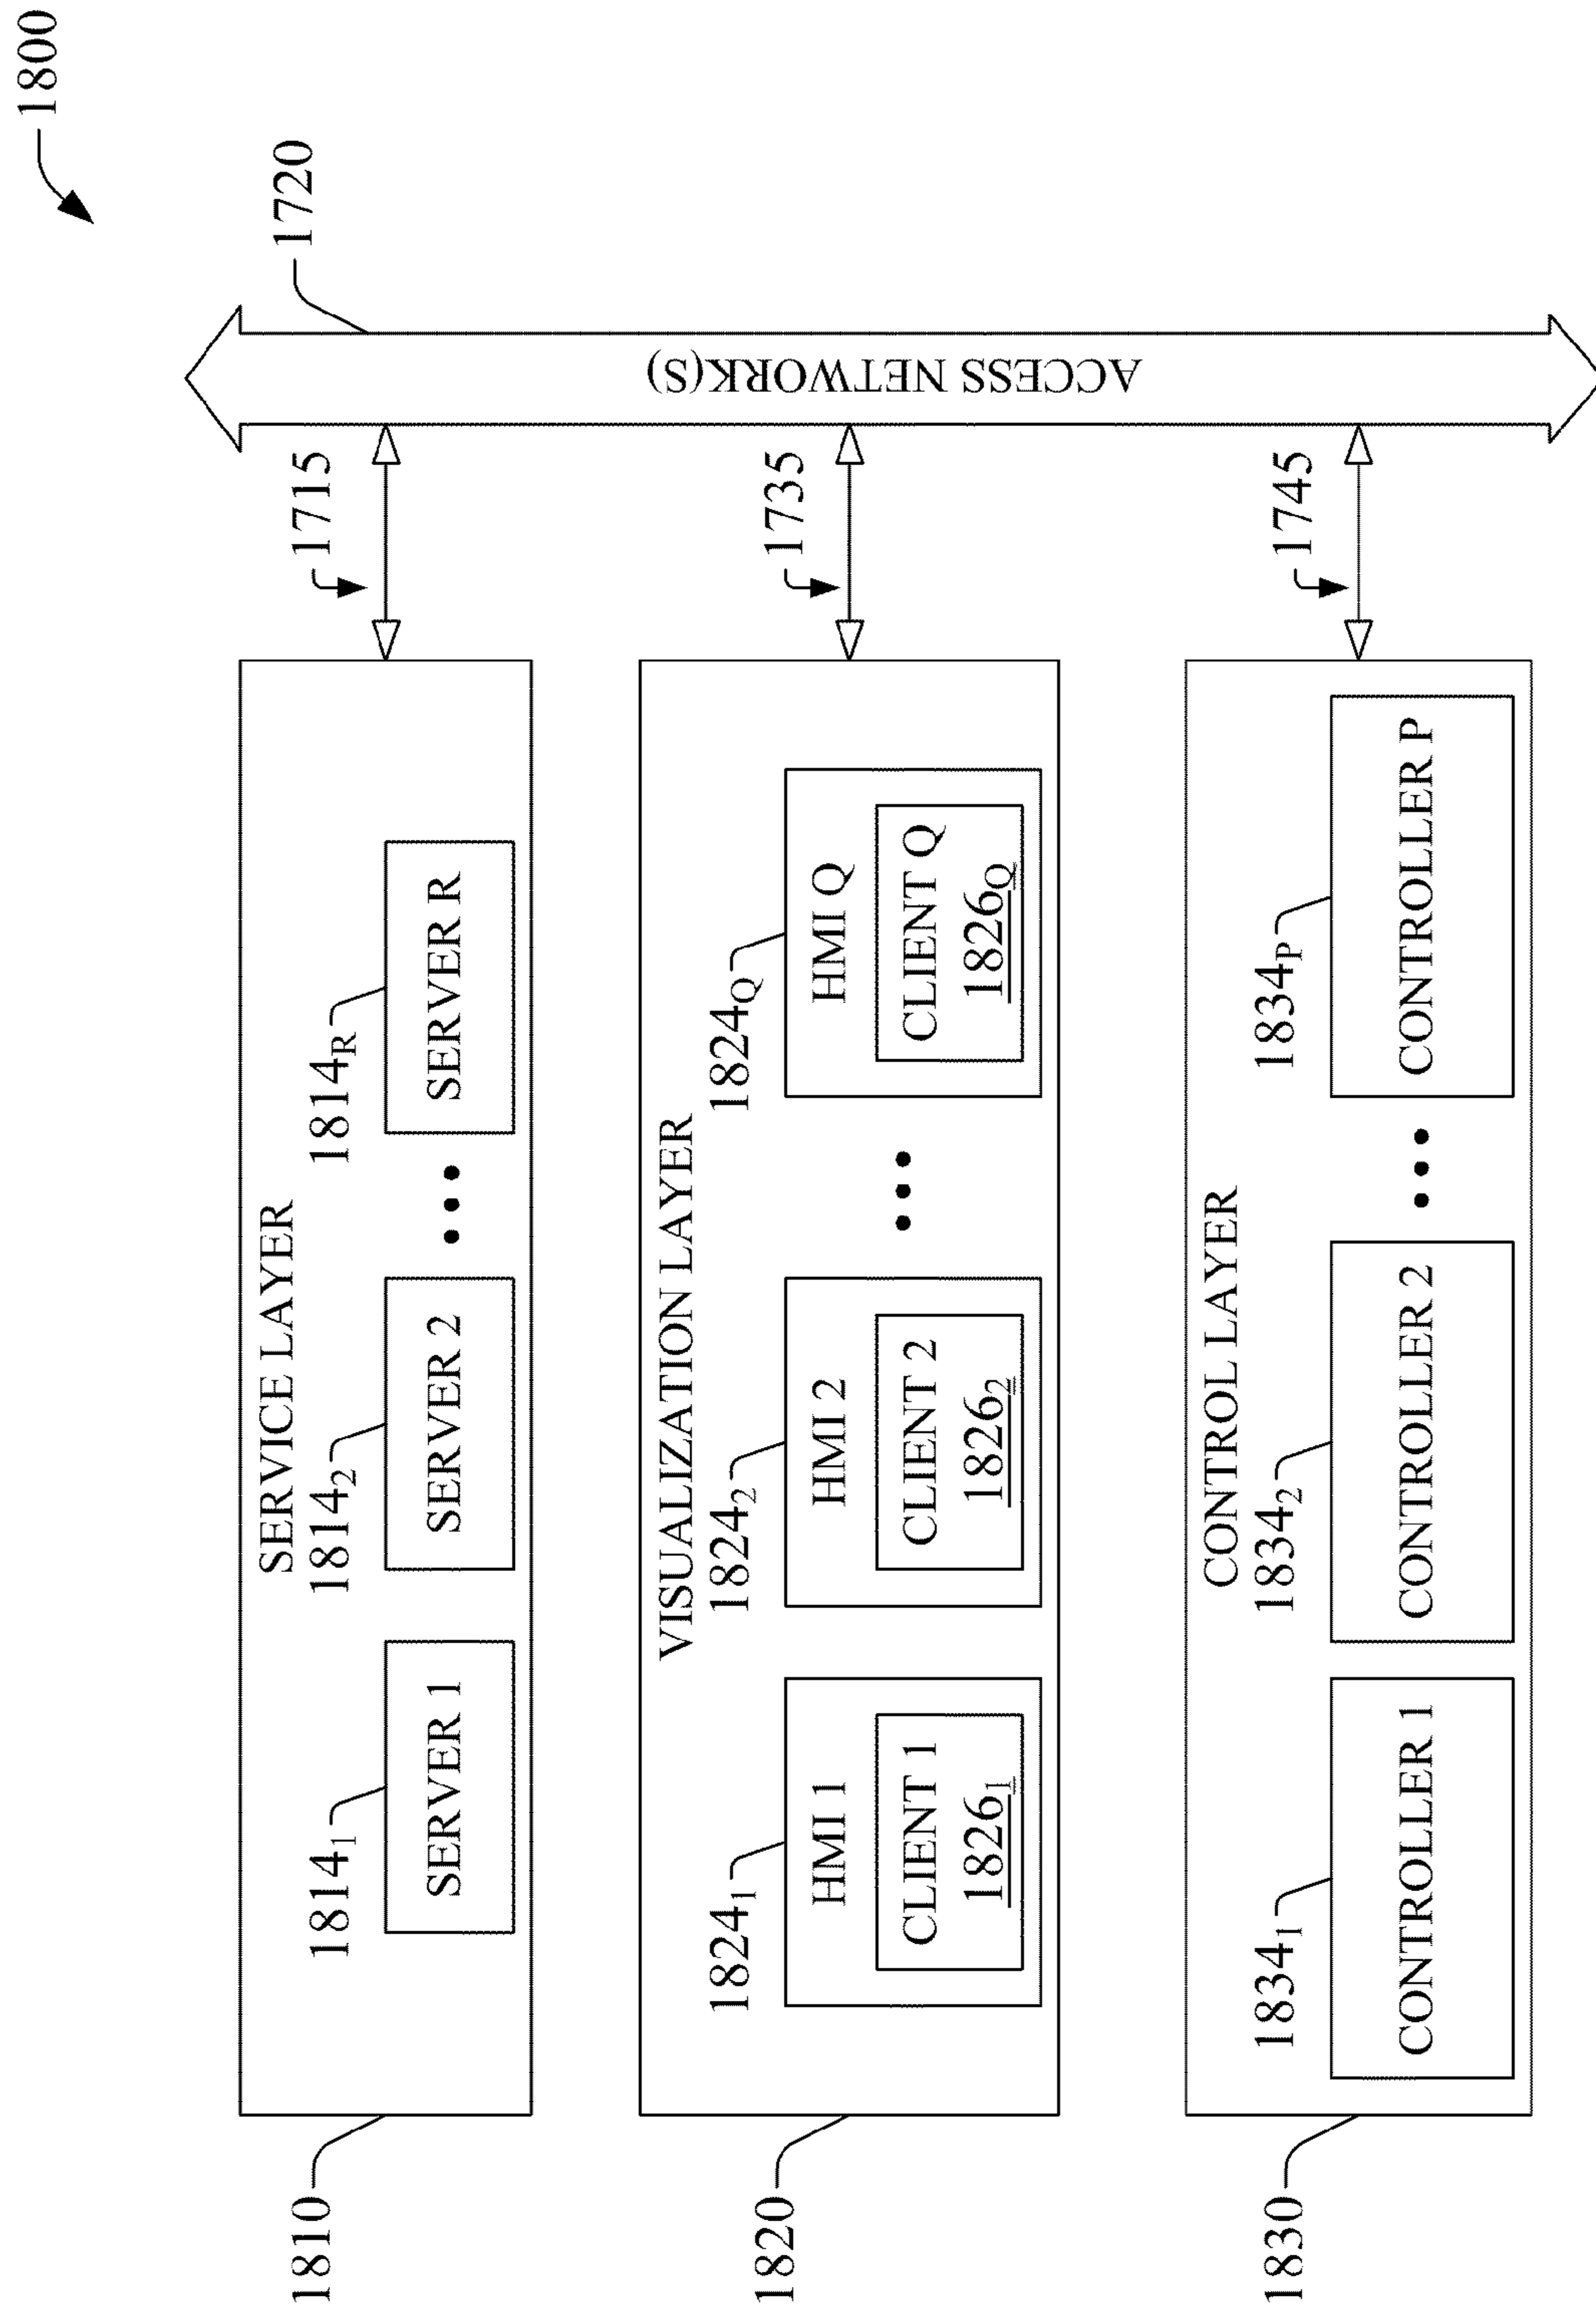 1800
1810
SERVICE LAYER
1814₁
1814₂
1814R
SERVER 1
SERVER 2
• • •
SERVER R
1715
1720
ACCESS NETWORK(S)
1820
VISUALIZATION LAYER
1824₁
1824₂
1824Q
HMI 1
HMI 2
HMI Q
CLIENT 1
CLIENT 2
• • •
CLIENT Q
1826₁
1826₂
1826Q
1735
1830
CONTROL LAYER
1834₁
1834₂
1834P
CONTROLLER 1
CONTROLLER 2
• • •
CONTROLLER P
1745